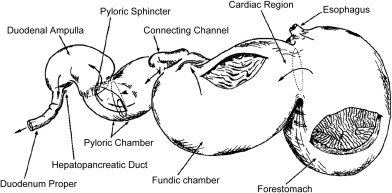 Pyloric Sphincter
Duodenal Ampulla
Connecting Channel
Cardiac Region
Esophagus
Pyloric Chamber
Hepatopancreatic Duct
Duodenum Proper
Fundic chamber
Forestomach